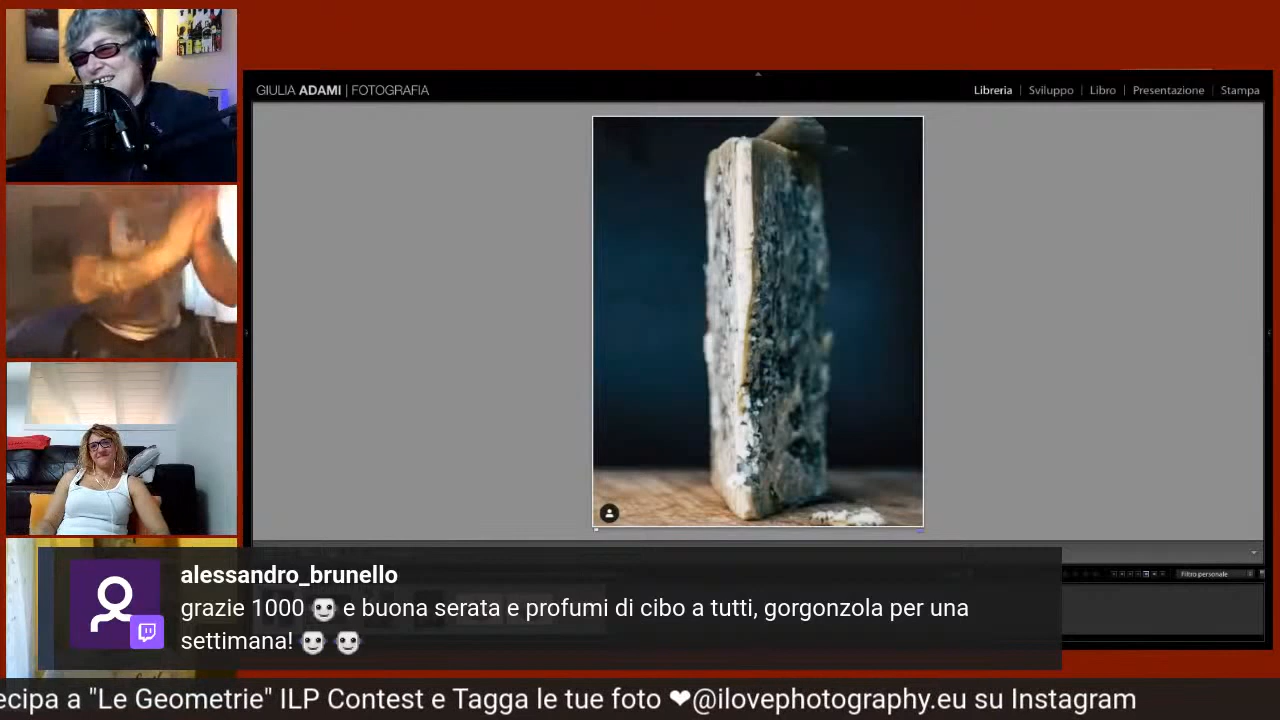 GIULIA ADAMI | FOTOGRAFIA
Libreria | Sviluppo | Libro | Presentazione | Stampa
Filtro personale
alessandro_brunello
grazie 1000 e buona serata e profumi di cibo a tutti, gorgonzola per una
settimana!
ecipa a "Le Geometrie" ILP Contest e Tagga le tue foto ❤@ilovephotography.eu su Instagram